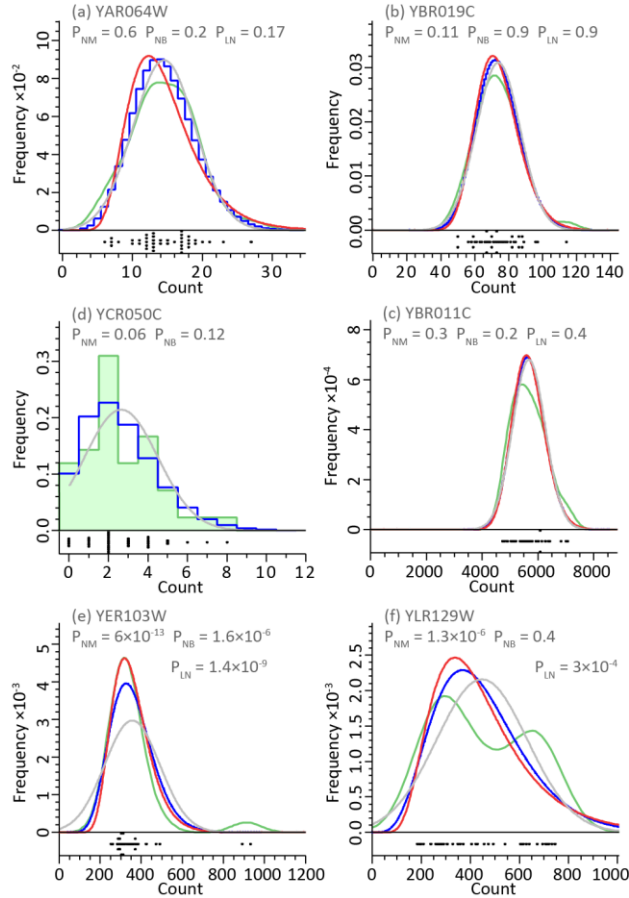 (a) YAR064W
P_NM = 0.6 P_NB = 0.2 P_LN = 0.17
Frequency ×10⁻²
10
8
6
4
2
0
0 10 20 30
Count
(b) YBR019C
P_NM = 0.11 P_NB = 0.9 P_LN = 0.9
Frequency
0.03
0.02
0.01
0.00
0 20 40 60 80 100 140
Count
(d) YCR050C
P_NM = 0.06 P_NB = 0.12
Frequency
0.3
0.2
0.1
0.0
0 2 4 6 8 10 12
Count
(c) YBR011C
P_NM = 0.3 P_NB = 0.2 P_LN = 0.4
Frequency ×10⁻⁴
8
6
4
2
0
0 2000 4000 6000 8000
Count
(e) YER103W
P_NM = 6×10⁻¹³ P_NB = 1.6×10⁻⁶
P_LN = 1.4×10⁻⁹
Frequency ×10⁻³
5
4
3
2
1
0
0 200 400 600 800 1000 1200
Count
(f) YLR129W
P_NM = 1.3×10⁻⁶ P_NB = 0.4
P_LN = 3×10⁻⁴
Frequency ×10⁻³
2.5
2.0
1.5
1.0
0.5
0.0
0 200 400 600 800 1000
Count